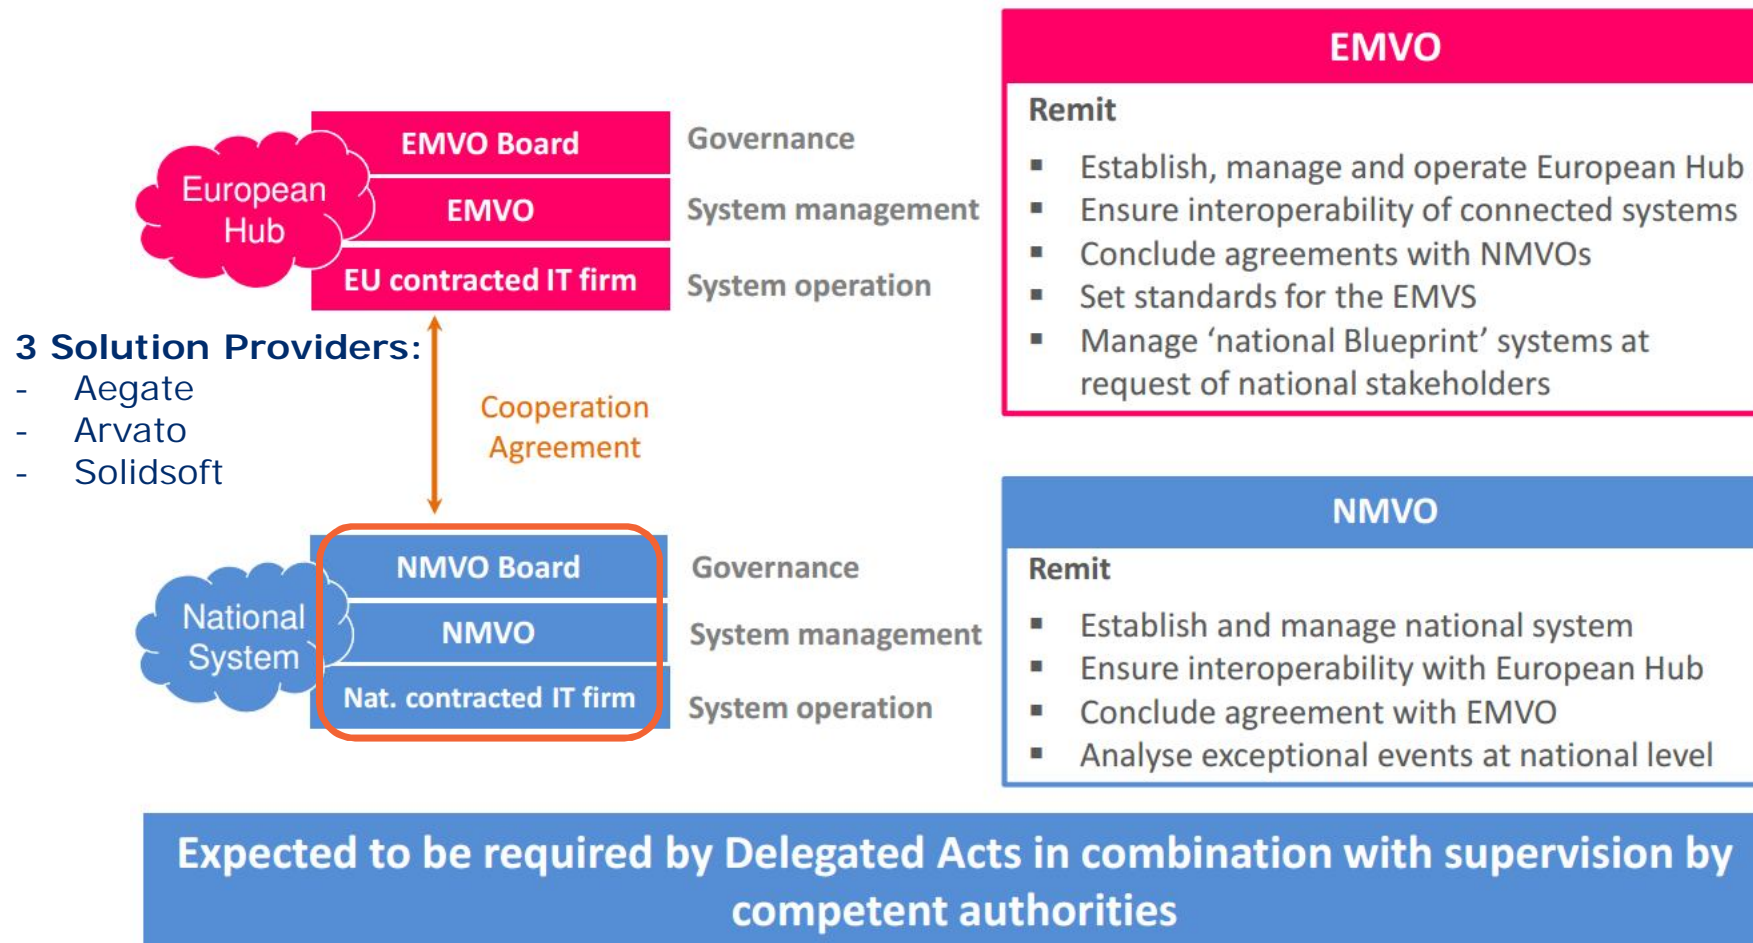 European
Hub
EMVO Board
EMVO
EU contracted IT firm
Governance
System management
System operation
3 Solution Providers:
- Aegate
- Arvato
- Solidsoft
Cooperation
Agreement
National
System
NMVO Board
NMVO
Nat. contracted IT firm
Governance
System management
System operation
EMVO
Remit
▪ Establish, manage and operate European Hub
▪ Ensure interoperability of connected systems
▪ Conclude agreements with NMVOs
▪ Set standards for the EMVS
▪ Manage ‘national Blueprint’ systems at
request of national stakeholders
NMVO
Remit
▪ Establish and manage national system
▪ Ensure interoperability with European Hub
▪ Conclude agreement with EMVO
▪ Analyse exceptional events at national level
Expected to be required by Delegated Acts in combination with supervision by
competent authorities